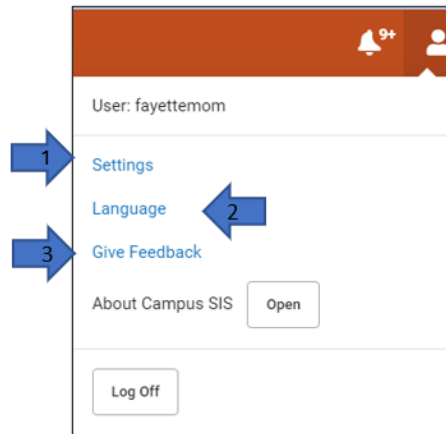 9+
User: fayettemom
1 Settings
Language 2
3 Give Feedback
About Campus SIS Open
Log Off